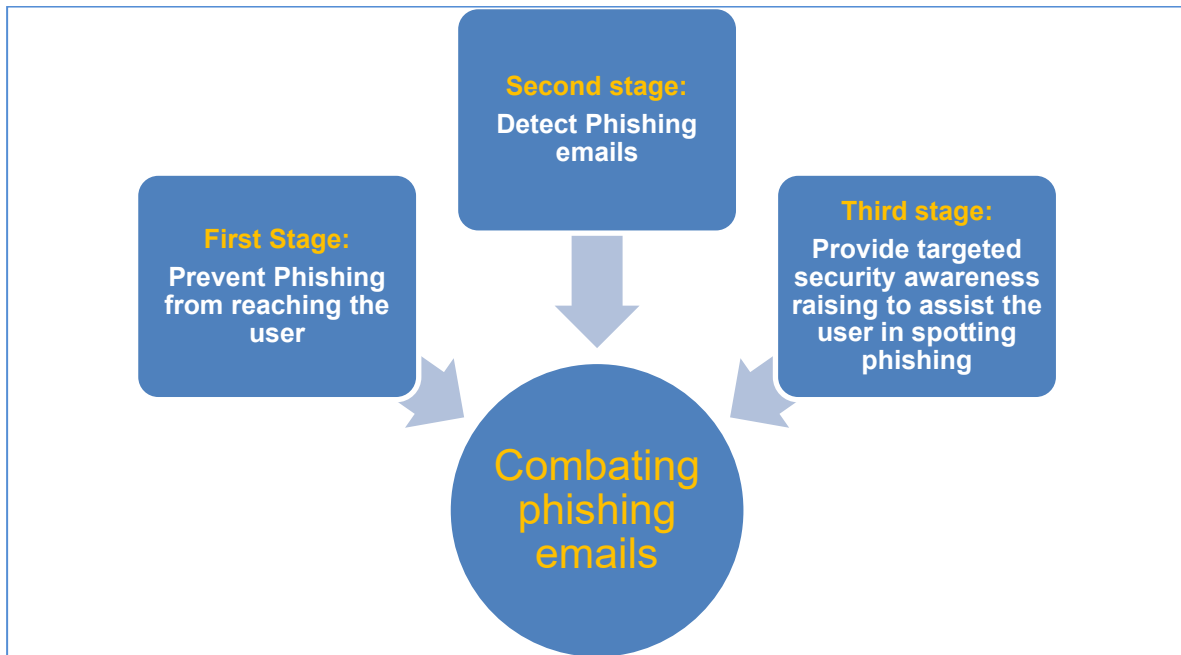 First Stage:
Prevent Phishing
from reaching the
user
Second stage:
Detect Phishing
emails
Third stage:
Provide targeted
security awareness
raising to assist the
user in spotting
phishing
Combating
phishing
emails